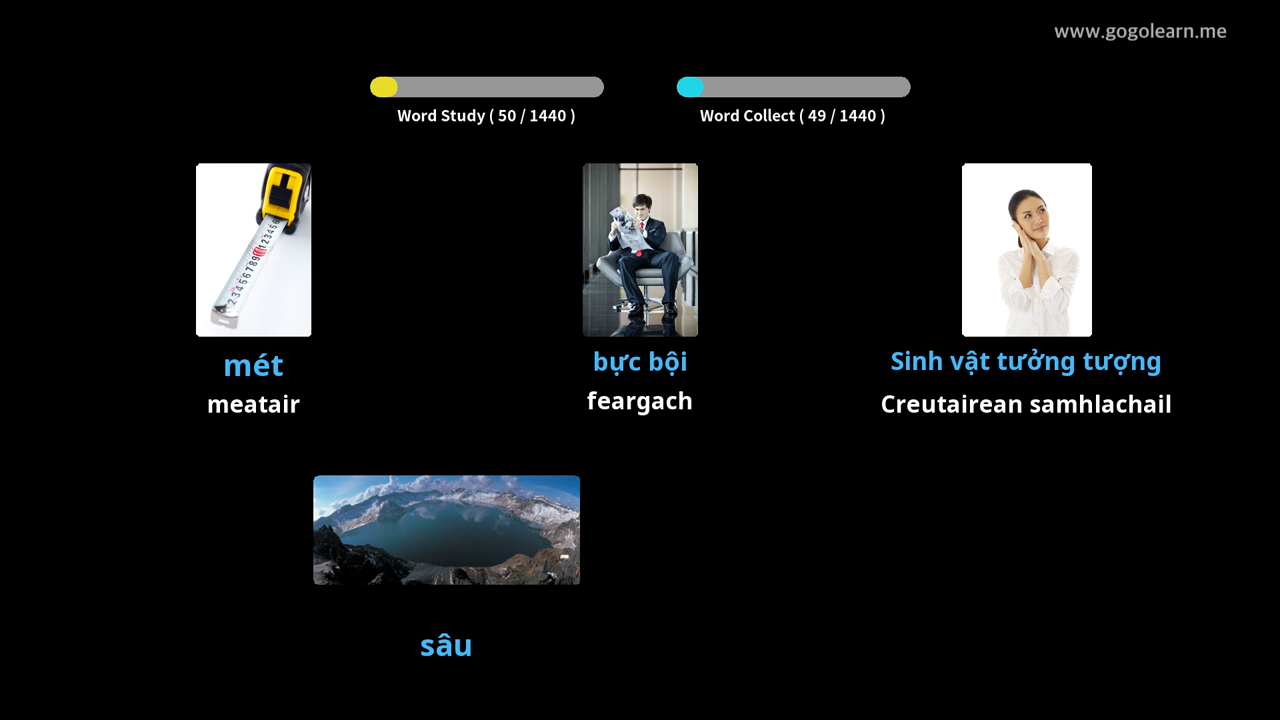 www.gogolearn.me
Word Study ( 50 / 1440 )
Word Collect ( 49 / 1440 )
mét
meatair
bực bội
feargach
Sinh vật tưởng tượng
Creutairean samhlachail
sâu